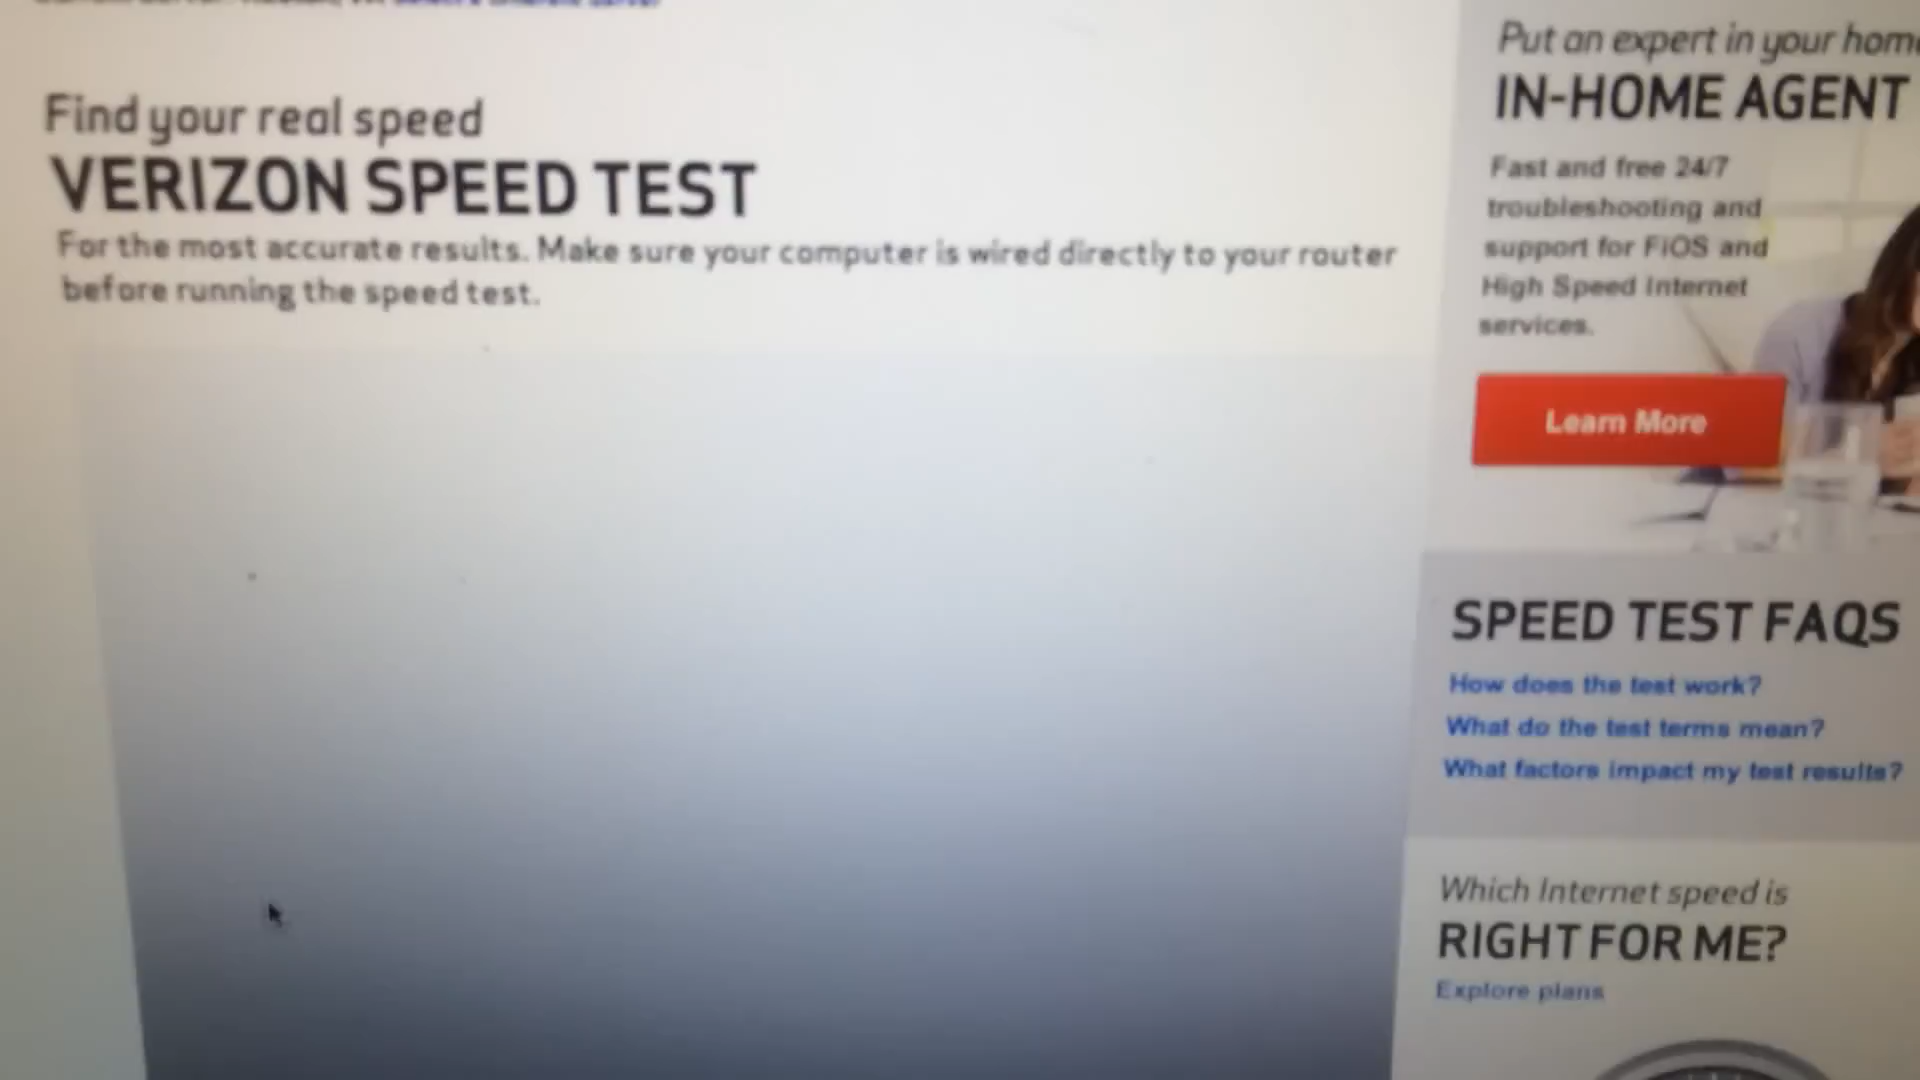 Find your real speed
VERIZON SPEED TEST
For the most accurate results. Make sure your computer is wired directly to your router
before running the speed test.
Put an expert in your home
IN-HOME AGENT
Fast and free 24/7
troubleshooting and
support for FiOS and
High Speed Internet
services.
Learn More
SPEED TEST FAQS
How does the test work?
What do the test terms mean?
What factors impact my test results?
Which Internet speed is
RIGHT FOR ME?
Explore plans